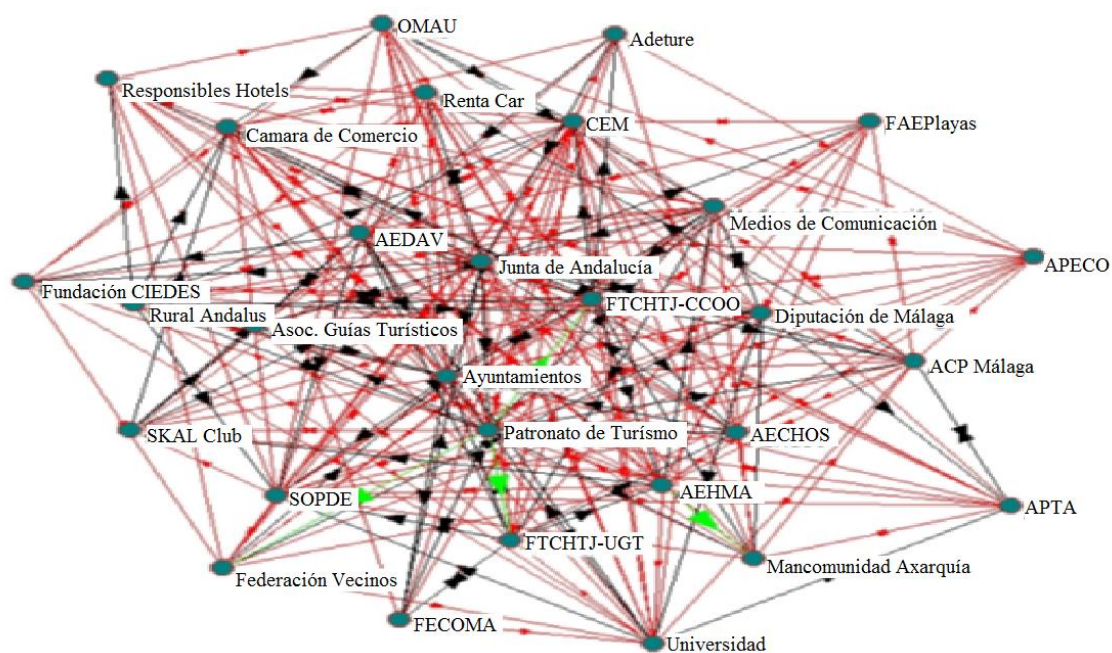 OMAU
Adeture
Responsibles Hotels
Renta Car
CEM
FAEPlayas
Camara de Comercio
Medios de Comunicación
AEDAV
Junta de Andalucía
APECO
Fundación CIEDES
FTCHTJ-CCOO
Rural Andalus
Diputación de Málaga
Asoc. Guías Turísticos
ACP Málaga
Ayuntamientos
SKAL Club
Patronato de Turísmo
AECHOS
SOPDE
AEHMA
APTA
FTCHTJ-UGT
Mancomunidad Axarquía
Federación Vecinos
FECOMA
Universidad